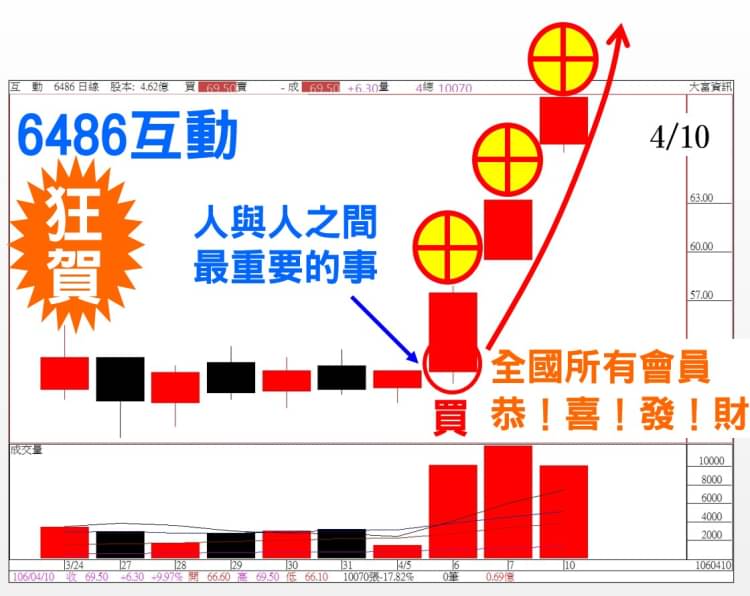 互 動 6486 日線 股本: 4.62億 買 69.50 賣 - 成 69.50 +6.30 量 4 總 10070 大富資訊
6486互動
4/10
狂賀
人與人之間
最重要的事
63.00
60.00
57.00
全國所有會員
買 恭！喜！發！財
成交量
10000
8000
6000
4000
2000
3/24 27 28 29 30 31 4/5 6 7 10 1060410
106/04/10 收 69.50 +6.30 +9.97% 開 66.60 高 69.50 低 66.10 10070張-17.82% 0筆 0.69億